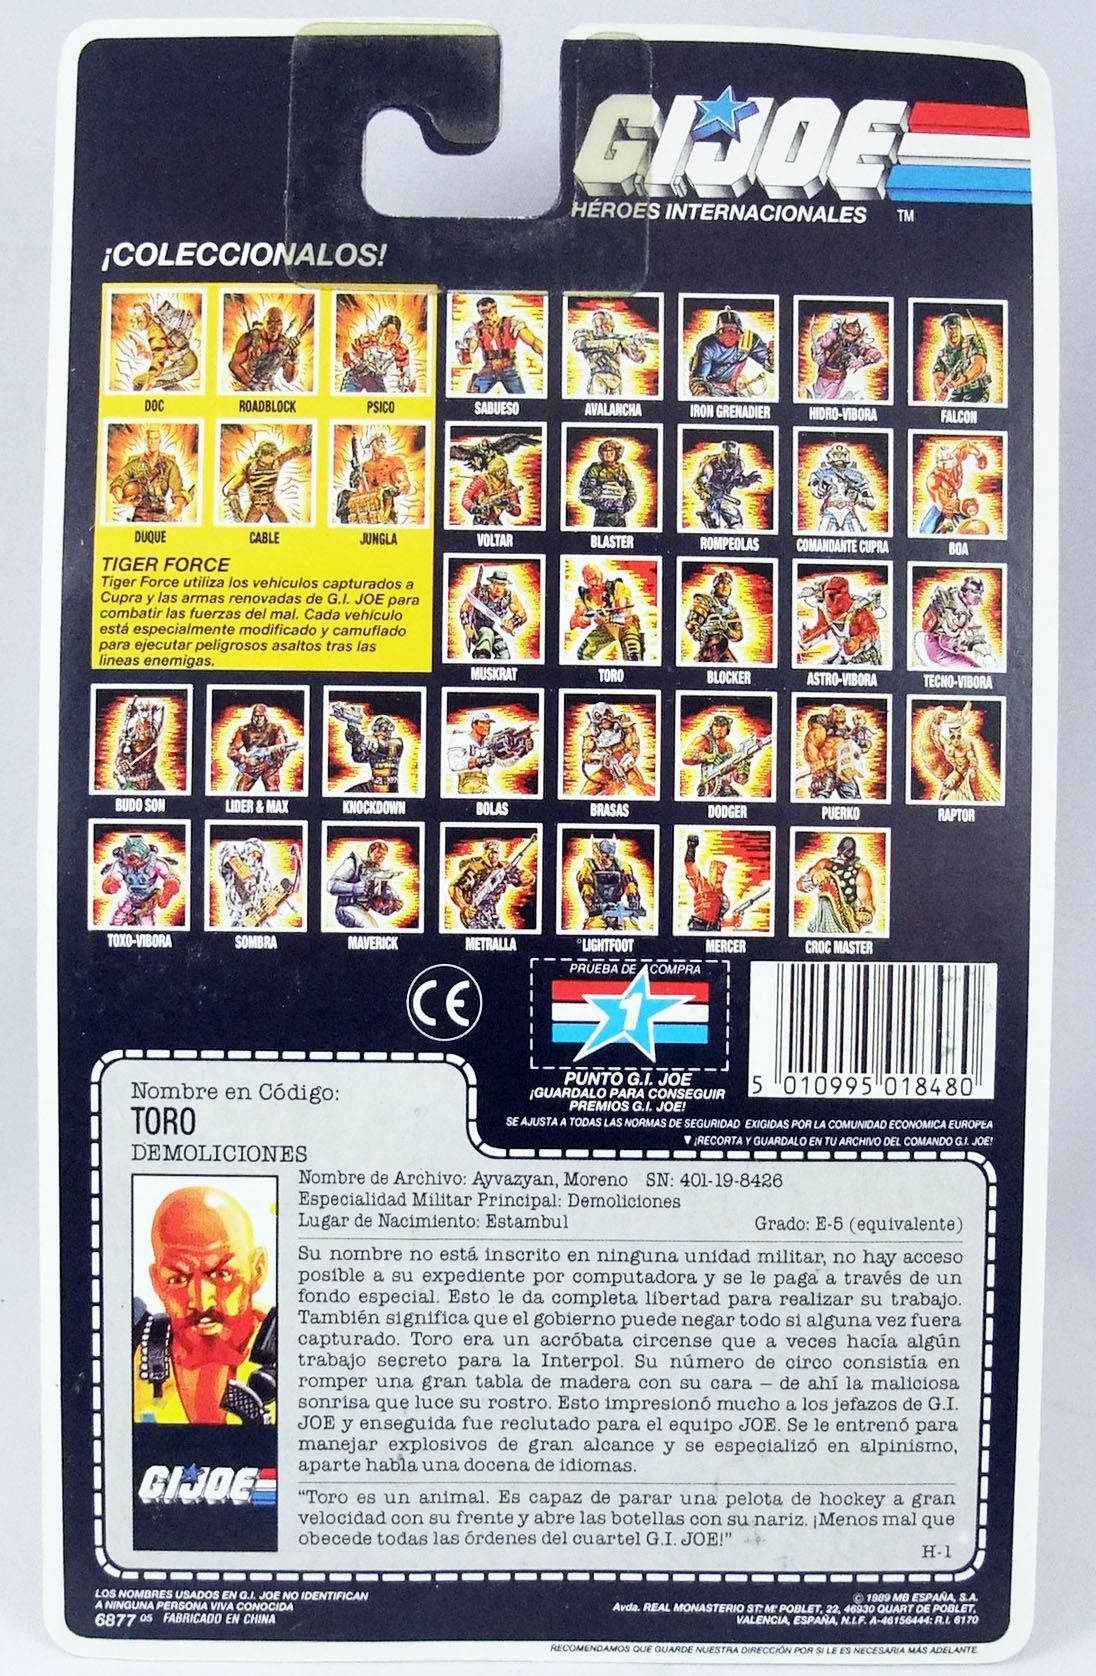 G.I.JOE
HÉROES INTERNACIONALES ™
¡COLECCIONALOS!
DOC ROADBLOCK PSICO SABUESO AVALANCHA IRON GRENADIER HIDRO-VIBORA FALCON
DUQUE CABLE JUNGLA VOLTAR BLASTER ROMPEOLAS COMANDANTE CUPRA BOA
TIGER FORCE
Tiger Force utiliza los vehículos capturados a
Cupra y las armas renovadas de G.I. JOE para
combatir las fuerzas del mal. Cada vehículo
está especialmente modificado y camuflado
para ejecutar peligrosos asaltos tras las
lineas enemigas.
MUSKRAT TORO BLOCKER ASTRO-VIBORA TECNO-VIBORA
BUDO SON LIDER & MAX KNOCKDOWN BOLAS BRASAS DODGER PUERKO RAPTOR
TOXO-VIBORA SOMBRA MAVERICK METRALLA LIGHTFOOT MERCER CROC MASTER
CE
PRUEBA DE COMPRA
1
PUNTO G.I. JOE
¡GUARDALO PARA CONSEGUIR
PREMIOS G.I. JOE!
5 010995 018480
SE AJUSTA A TODAS LAS NORMAS DE SEGURIDAD EXIGIDAS POR LA COMUNIDAD ECONOMICA EUROPEA
▼ ¡RECORTA Y GUARDALO EN TU ARCHIVO DEL COMANDO G.I. JOE!
Nombre en Código:
TORO
DEMOLICIONES
Nombre de Archivo: Ayvazyan, Moreno SN: 401-19-8426
Especialidad Militar Principal: Demoliciones
Lugar de Nacimiento: Estambul Grado: E-5 (equivalente)
Su nombre no está inscrito en ninguna unidad militar, no hay acceso
posible a su expediente por computadora y se le paga a través de un
fondo especial. Esto le da completa libertad para realizar su trabajo.
También significa que el gobierno puede negar todo si alguna vez fuera
capturado. Toro era un acróbata circense que a veces hacía algún
trabajo secreto para la Interpol. Su número de circo consistía en
romper una gran tabla de madera con su cara – de ahí la maliciosa
sonrisa que luce su rostro. Esto impresionó mucho a los jefazos de G.I.
JOE y enseguida fue reclutado para el equipo JOE. Se le entrenó para
manejar explosivos de gran alcance y se especializó en alpinismo,
aparte habla una docena de idiomas.
G.I.JOE
"Toro es un animal. Es capaz de parar una pelota de hockey a gran
velocidad con su frente y abre las botellas con su nariz. ¡Menos mal que
obecede todas las órdenes del cuartel G.I. JOE!"
H-1
LOS NOMBRES USADOS EN G.I. JOE NO IDENTIFICAN
A NINGUNA PERSONA VIVA CONOCIDA
6877 05 FABRICADO EN CHINA
© 1989 MB ESPAÑA, S.A.
Avda. REAL MONASTERIO ST.ª Mª POBLET, 22, 46930 QUART DE POBLET,
VALENCIA, ESPAÑA, N.I.F. A-46156444: R.I. 6170
RECOMENDAMOS QUE GUARDE NUESTRA DIRECCIÓN POR SI LE ES NECESARIA MÁS ADELANTE